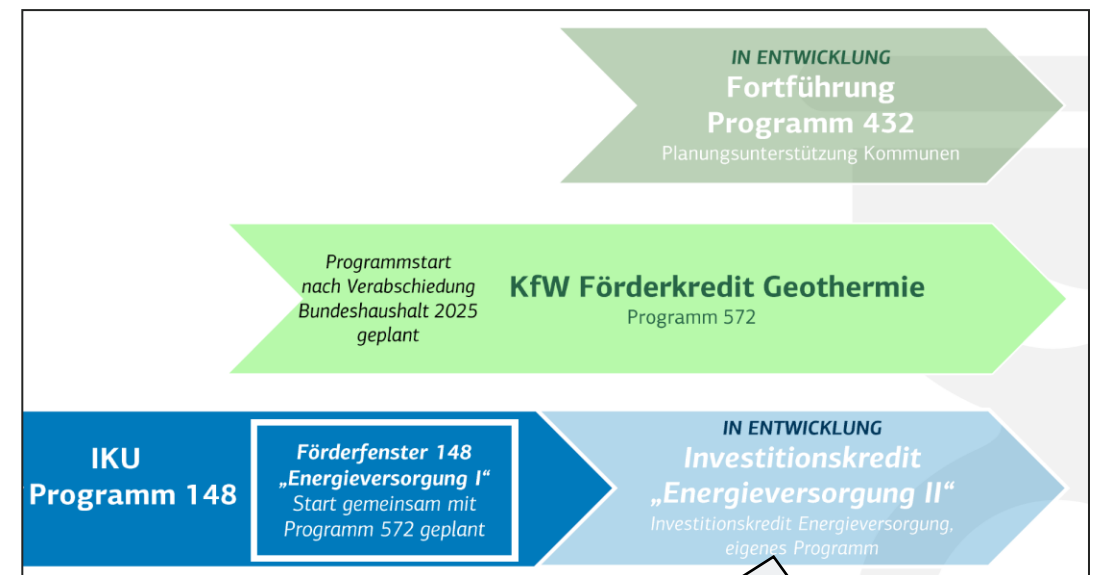 IN ENTWICKLUNG
Fortführung
Programm 432
Planungsunterstützung Kommunen
Programmstart
nach Verabschiedung
Bundeshaushalt 2025
geplant
KfW Förderkredit Geothermie
Programm 572
IKU
Programm 148
Förderfenster 148
„Energieversorgung I“
Start gemeinsam mit
Programm 572 geplant
IN ENTWICKLUNG
Investitionskredit
„Energieversorgung II“
Investitionskredit Energieversorgung,
eigenes Programm